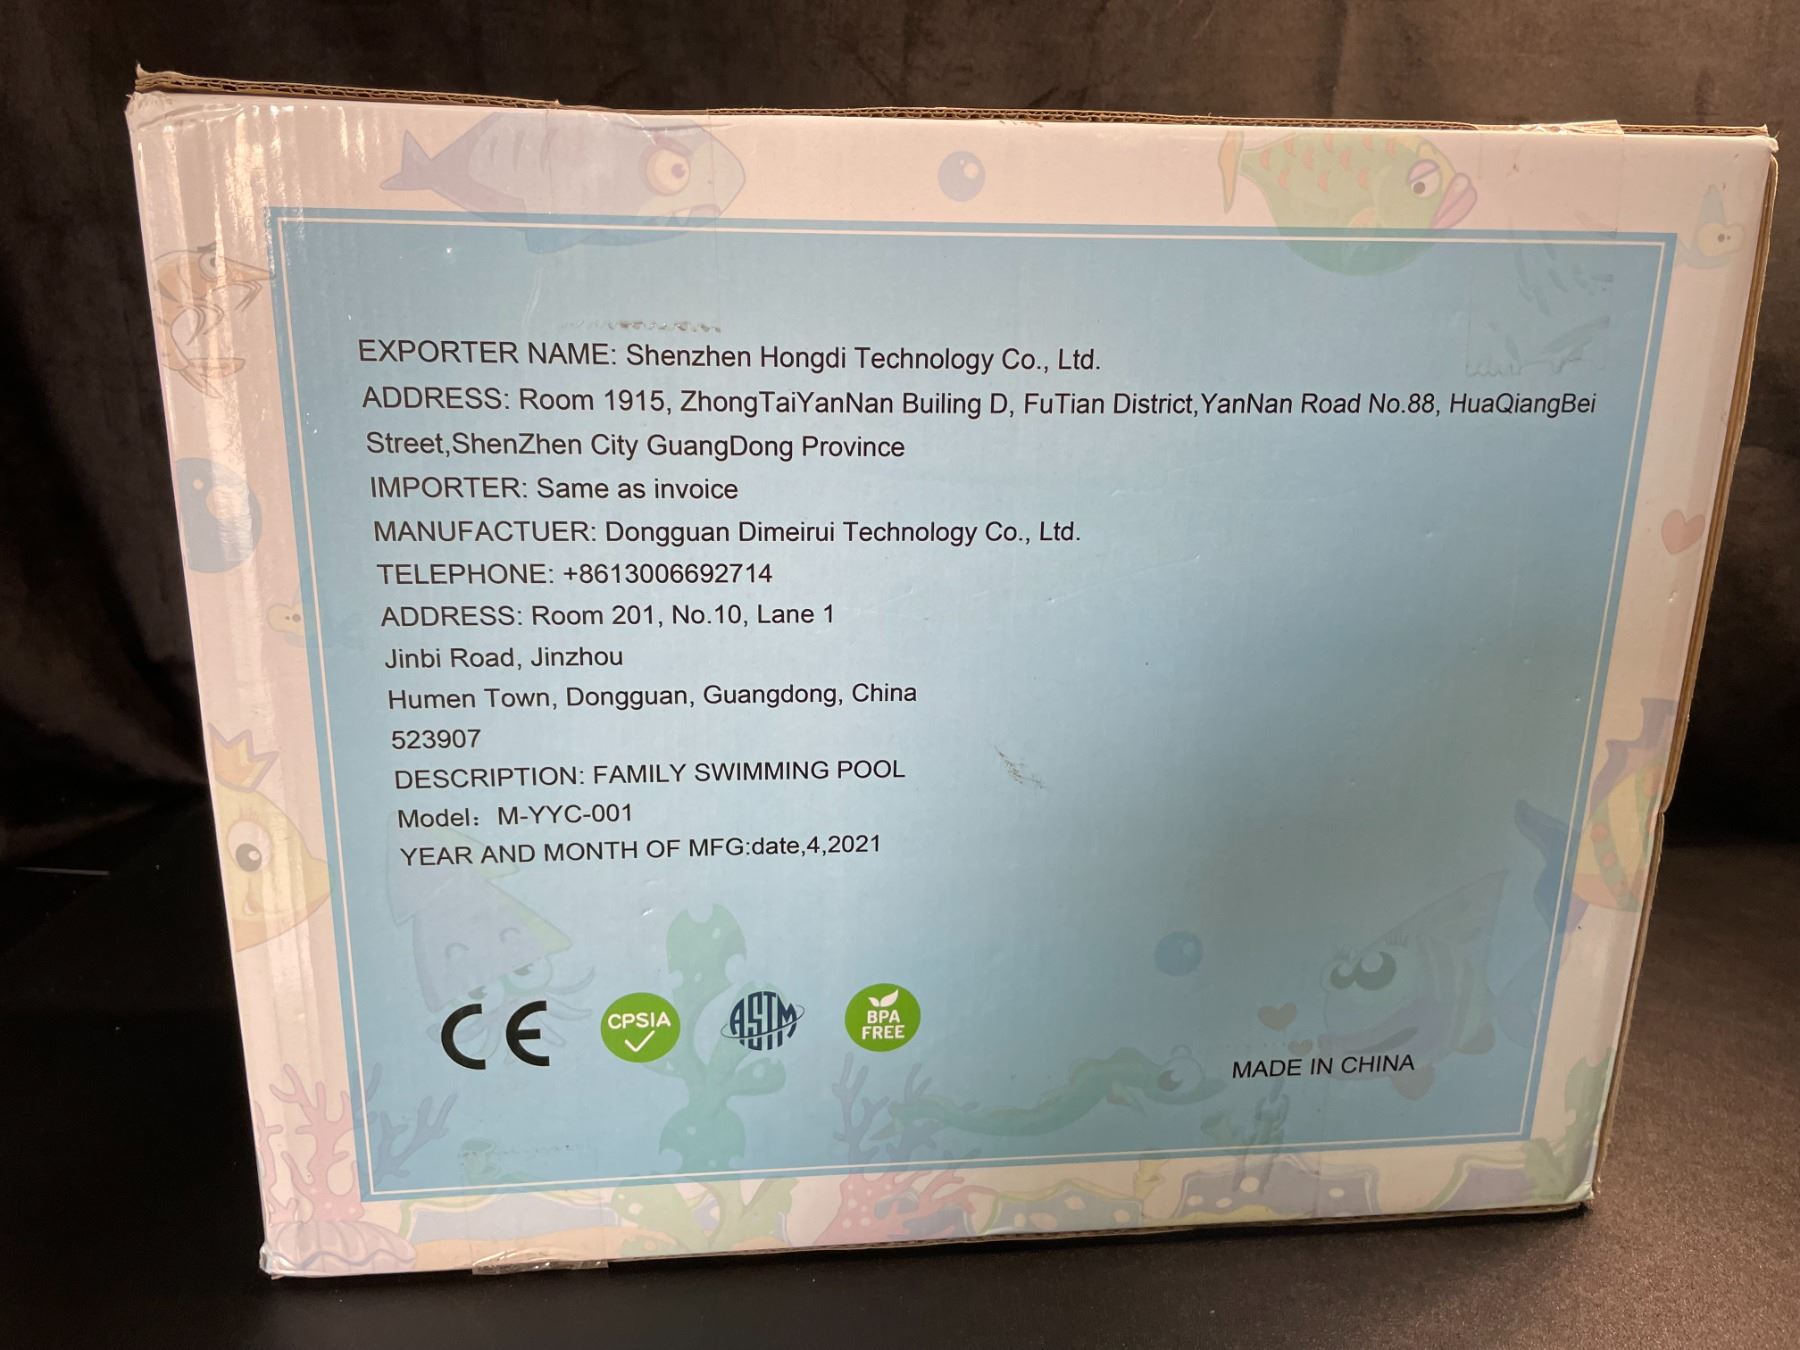 EXPORTER NAME: Shenzhen Hongdi Technology Co., Ltd.
ADDRESS: Room 1915, ZhongTaiYanNan Builing D, FuTian District,YanNan Road No.88, HuaQiangBei
Street,ShenZhen City GuangDong Province
IMPORTER: Same as invoice
MANUFACTUER: Dongguan Dimeirui Technology Co., Ltd.
TELEPHONE: +8613006692714
ADDRESS: Room 201, No.10, Lane 1
Jinbi Road, Jinzhou
Humen Town, Dongguan, Guangdong, China
523907
DESCRIPTION: FAMILY SWIMMING POOL
Model: M-YYC-001
YEAR AND MONTH OF MFG:date,4,2021
CE
CPSIA
ASTM
BPA
FREE
MADE IN CHINA